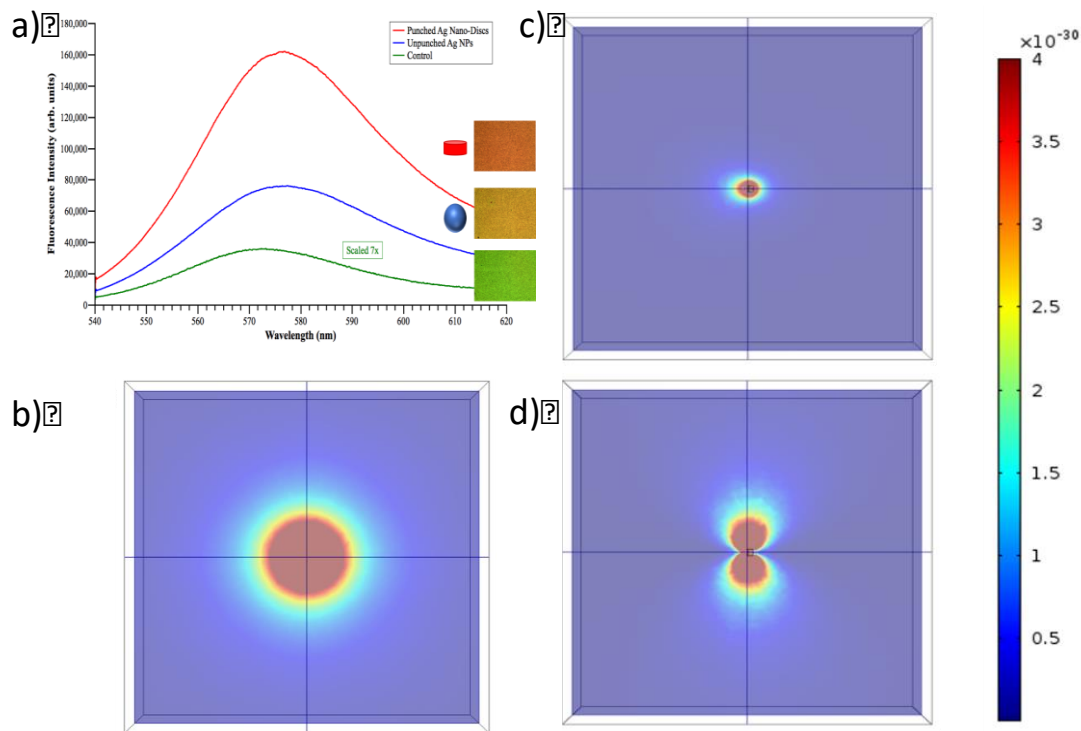 a)⍰
180,000
160,000
140,000
120,000
100,000
80,000
60,000
40,000
20,000
0
Fluorescence Intensity (arb. units)
Punched Ag Nano-Discs
Unpunched Ag NPs
Control
Scaled 7x
540 550 560 570 580 590 600 610 620
Wavelength (nm)
c)⍰
×10⁻³⁰
4
3.5
3
2.5
2
1.5
1
0.5
b)⍰
d)⍰